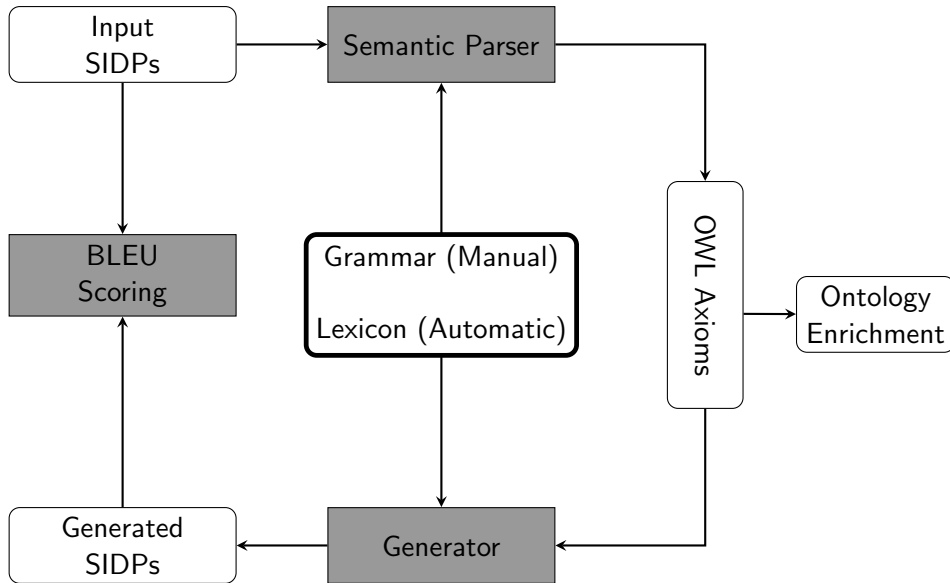 Input
SIDPs
Semantic Parser
BLEU
Scoring
Grammar (Manual)
Lexicon (Automatic)
OWL Axioms
Ontology
Enrichment
Generated
SIDPs
Generator